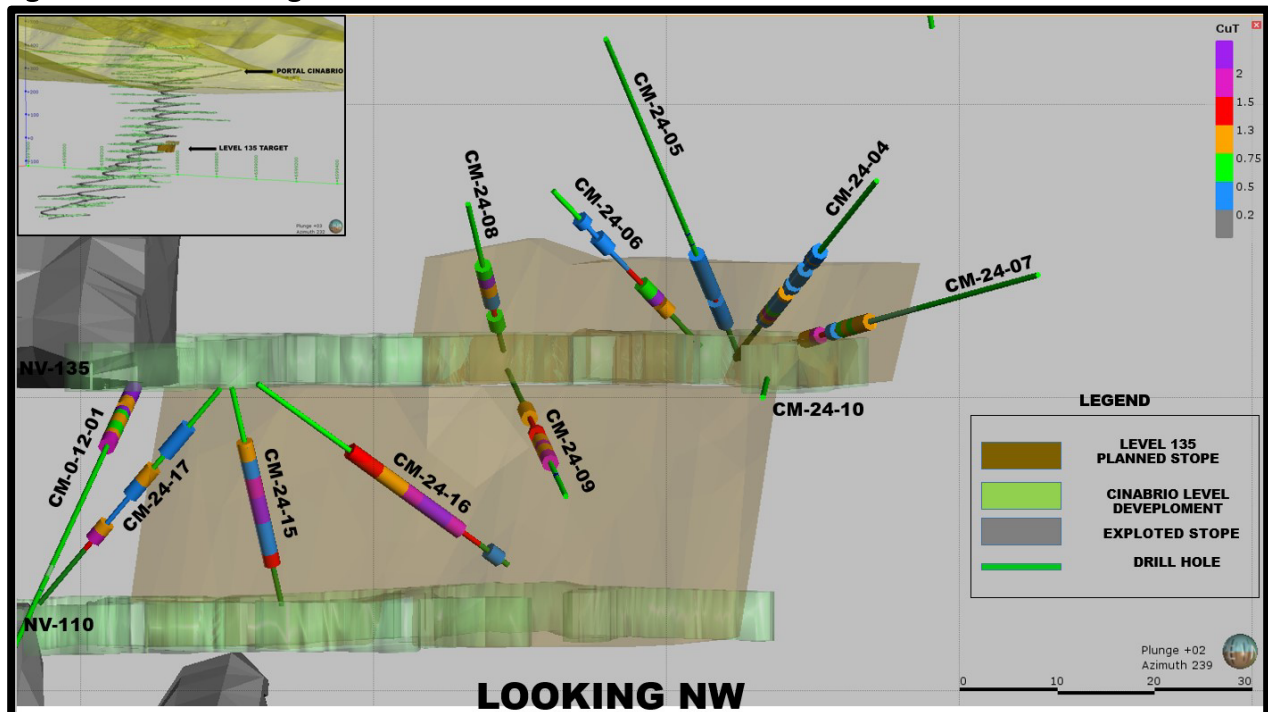 PORTAL CINABRIO
LEVEL 135 TARGET
Plunge +02
CM-24-05
CM-24-04
CM-24-08
CM-24-06
CM-24-07
NV-135
CM-24-10
CM-0-12-01
CM-24-17
CM-24-15
CM-24-16
CM-24-09
NV-110
CuT
2
1.5
1.3
0.75
0.5
0.2
LEGEND
LEVEL 135
PLANNED STOPE
CINABRIO LEVEL
DEVEPLOMENT
EXPLOTED STOPE
DRILL HOLE
Plunge +02
Azimuth 239
0 10 20 30
LOOKING NW